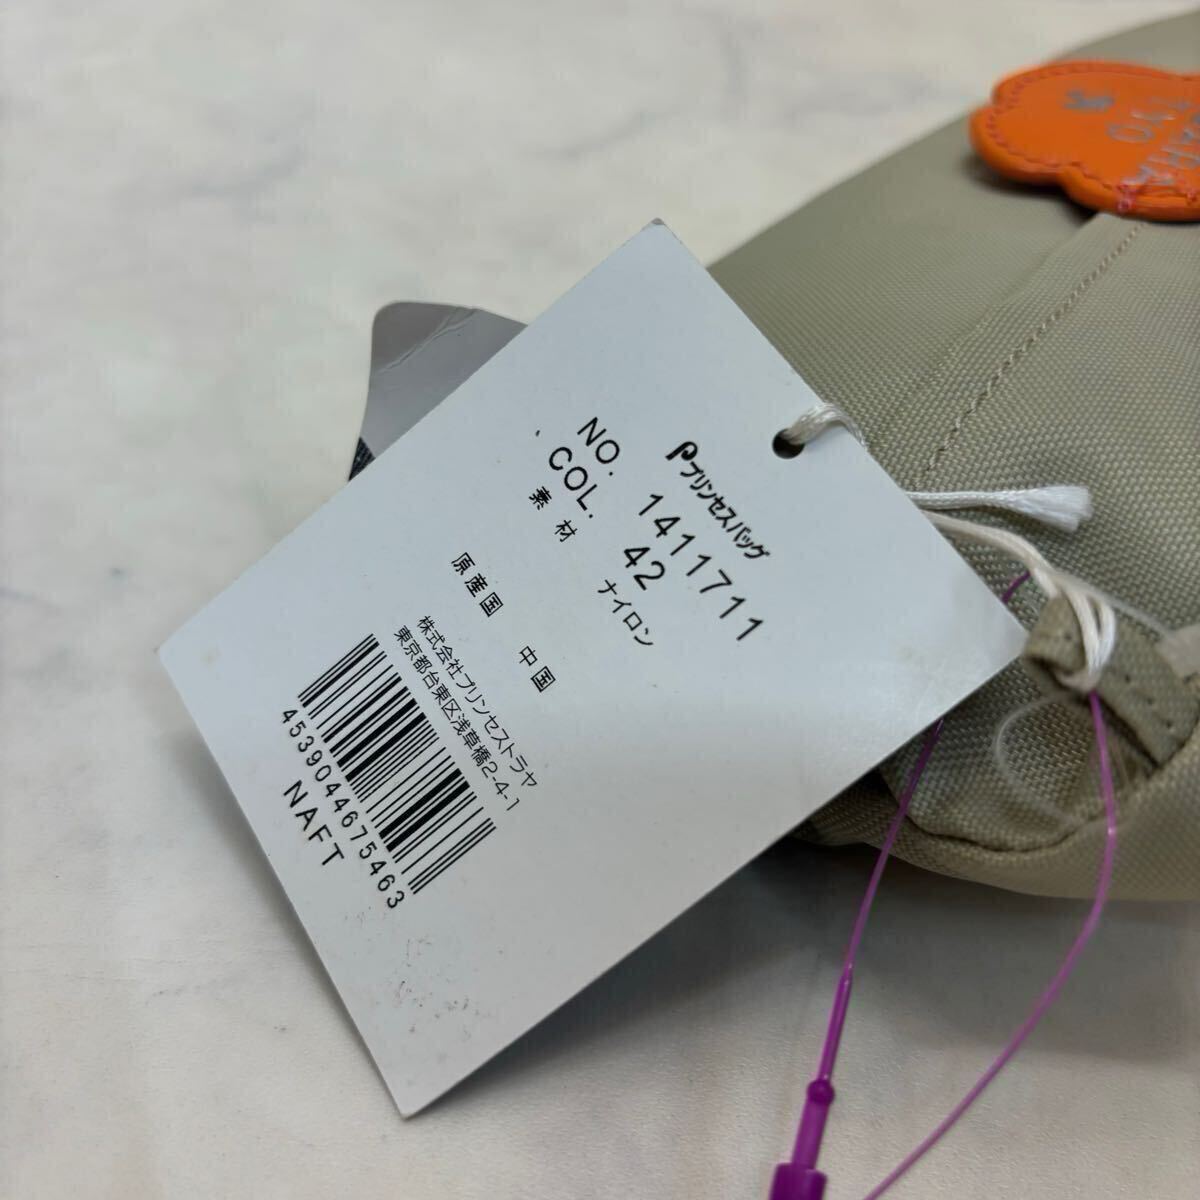 プリンセスバッグ
NO. 1411711
COL. 42
素材 ナイロン
原産国 中国
株式会社プリンセストラヤ
東京都台東区浅草橋2-4-1
4539044675463
NAFT